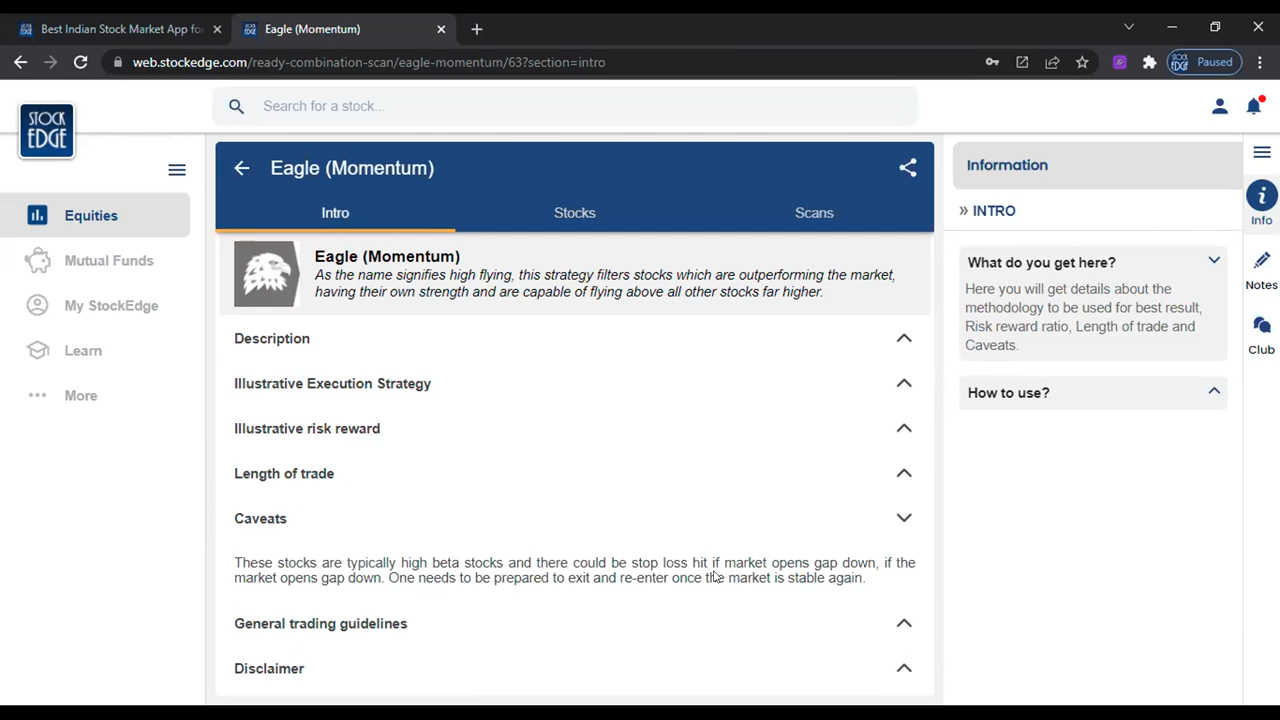 Best Indian Stock Market App for
Eagle (Momentum)
web.stockedge.com/ready-combination-scan/eagle-momentum/63?section=intro
STOCK EDGE
Paused
STOCK
EDGE
Search for a stock...
Equities
Mutual Funds
My StockEdge
Learn
More
Eagle (Momentum)
Intro
Stocks
Scans
Eagle (Momentum)
As the name signifies high flying, this strategy filters stocks which are outperforming the market,
having their own strength and are capable of flying above all other stocks far higher.
Description
Illustrative Execution Strategy
Illustrative risk reward
Length of trade
Caveats
These stocks are typically high beta stocks and there could be stop loss hit if market opens gap down, if the
market opens gap down. One needs to be prepared to exit and re-enter once the market is stable again.
General trading guidelines
Disclaimer
Information
» INTRO
What do you get here?
Here you will get details about the
methodology to be used for best result,
Risk reward ratio, Length of trade and
Caveats.
How to use?
Info
Notes
Club